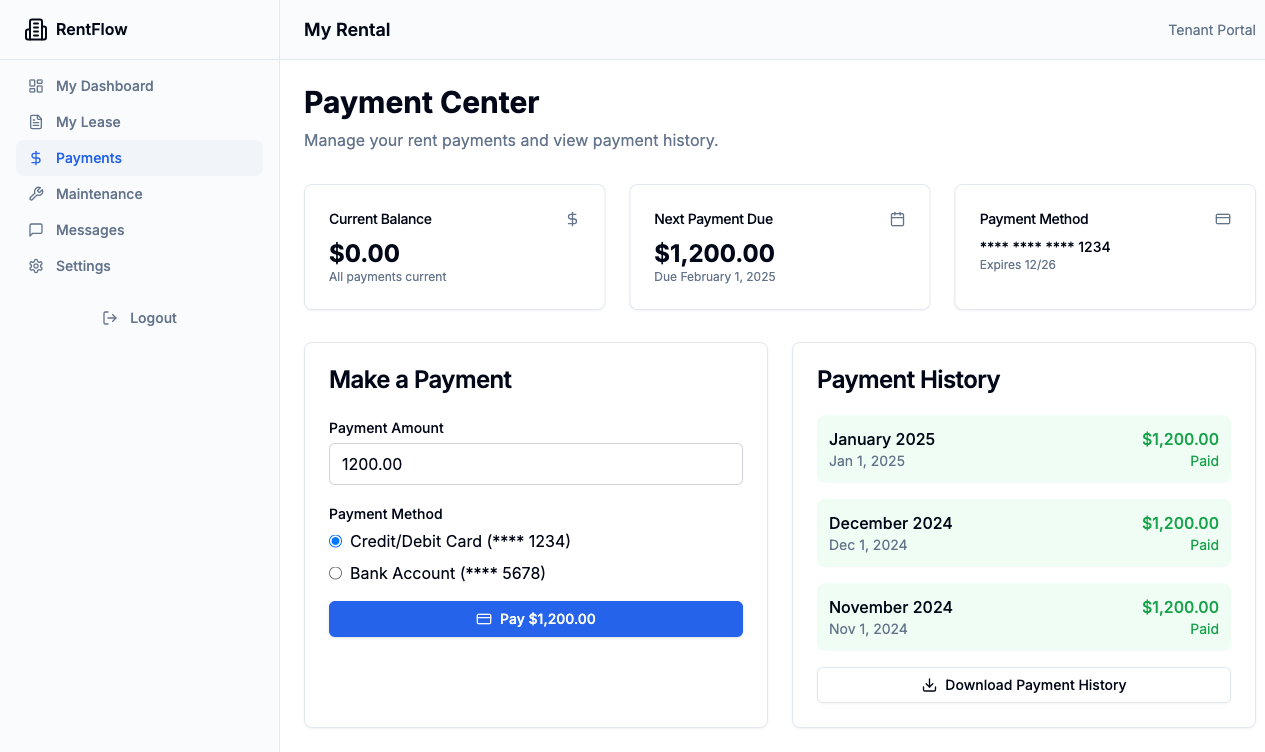 RentFlow
My Dashboard
My Lease
Payments
Maintenance
Messages
Settings
Logout
My Rental
Tenant Portal
Payment Center
Manage your rent payments and view payment history.
Current Balance
$0.00
All payments current
Next Payment Due
$1,200.00
Due February 1, 2025
Payment Method
**** **** **** 1234
Expires 12/26
Make a Payment
Payment Amount
1200.00
Payment Method
Credit/Debit Card (**** 1234)
Bank Account (**** 5678)
Pay $1,200.00
Payment History
January 2025 $1,200.00
Jan 1, 2025 Paid
December 2024 $1,200.00
Dec 1, 2024 Paid
November 2024 $1,200.00
Nov 1, 2024 Paid
Download Payment History